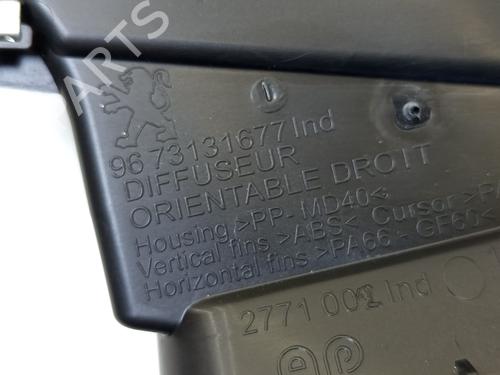 ARTS
96 73131677 Ind
DIFFUSEUR
ORIENTABLE DROIT
Housing >PP-MD40<
Vertical fins >ABS< Cursor >P
Horizontal fins >PA66-GF60<
2771 002 Ind